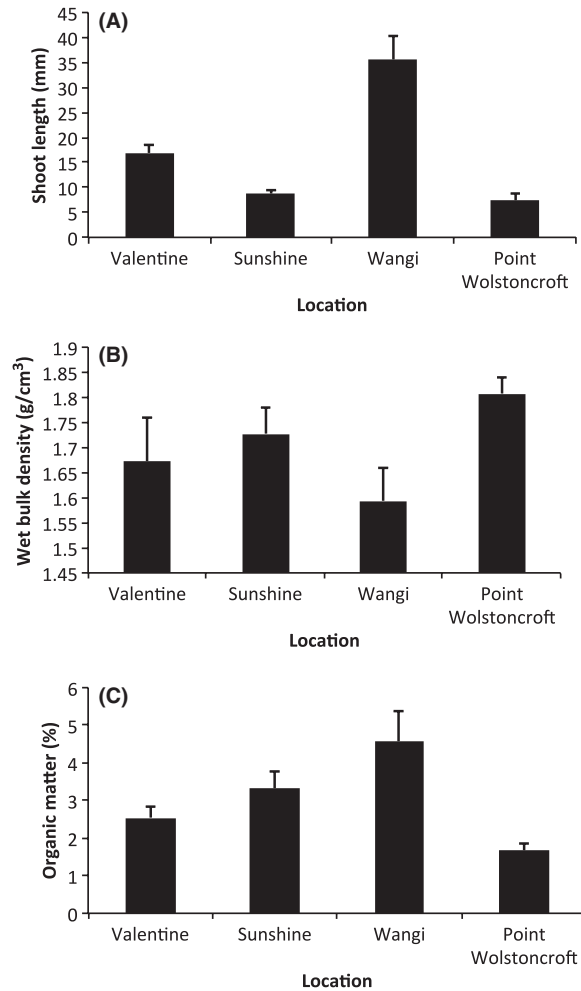 (A)
Shoot length (mm)
45
40
35
30
25
20
15
10
5
0
Valentine Sunshine Wangi Point
Wolstoncroft
Location
(B)
Wet bulk density (g/cm³)
1.9
1.85
1.8
1.75
1.7
1.65
1.6
1.55
1.5
1.45
Valentine Sunshine Wangi Point
Wolstoncroft
Location
(C)
Organic matter (%)
6
5
4
3
2
1
0
Valentine Sunshine Wangi Point
Wolstoncroft
Location